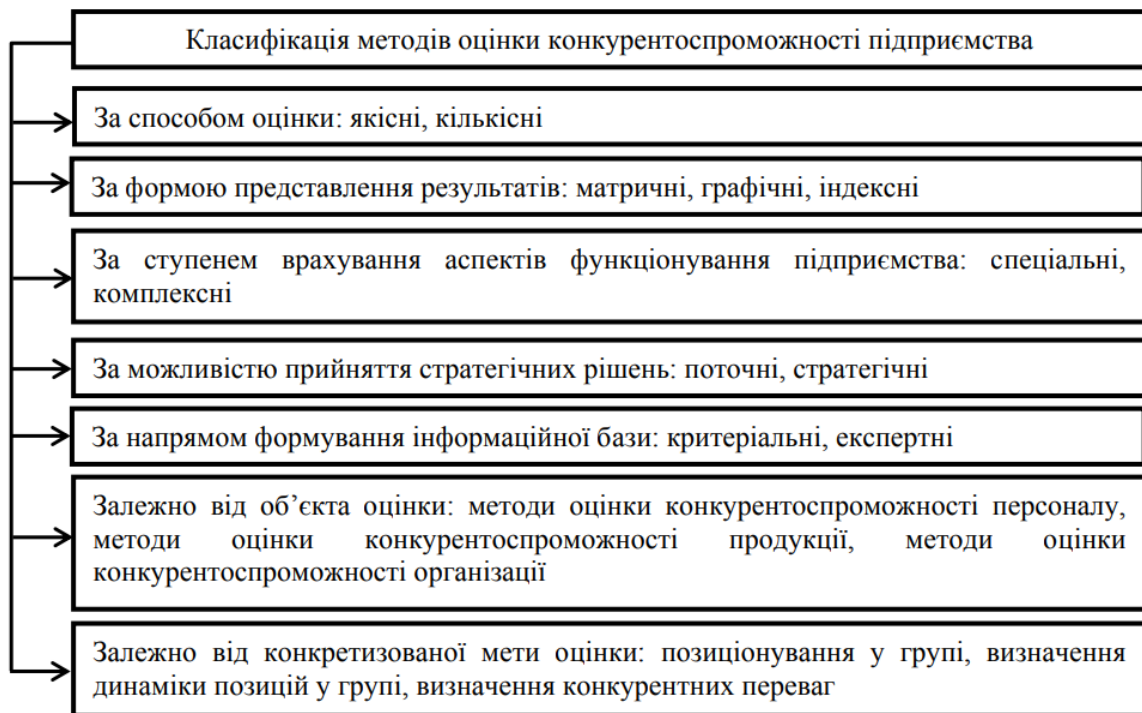 Класифікація методів оцінки конкурентоспроможності підприємства
За способом оцінки: якісні, кількісні
За формою представлення результатів: матричні, графічні, індексні
За ступенем врахування аспектів функціонування підприємства: спеціальні,
комплексні
За можливістю прийняття стратегічних рішень: поточні, стратегічні
За напрямом формування інформаційної бази: критеріальні, експертні
Залежно від об’єкта оцінки: методи оцінки конкурентоспроможності персоналу,
методи оцінки конкурентоспроможності продукції, методи оцінки
конкурентоспроможності організації
Залежно від конкретизованої мети оцінки: позиціонування у групі, визначення
динаміки позицій у групі, визначення конкурентних переваг